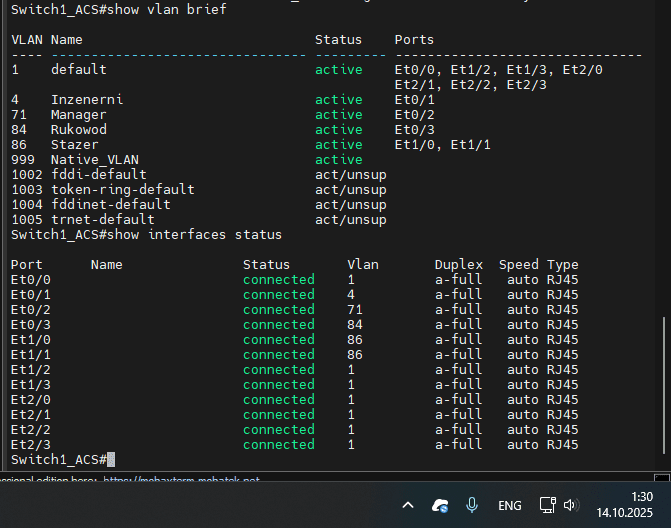 Switch1_ACS#show vlan brief
VLAN Name Status Ports
---- -------------------------------- --------- -------------------------------
1 default active Et0/0, Et1/2, Et1/3, Et2/0
Et2/1, Et2/2, Et2/3
4 Inzenerni active Et0/1
71 Manager active Et0/2
84 Rukowod active Et0/3
86 Stazer active Et1/0, Et1/1
999 Native_VLAN active
1002 fddi-default act/unsup
1003 token-ring-default act/unsup
1004 fddinet-default act/unsup
1005 trnet-default act/unsup
Switch1_ACS#show interfaces status
Port Name Status Vlan Duplex Speed Type
Et0/0 connected 1 a-full auto RJ45
Et0/1 connected 4 a-full auto RJ45
Et0/2 connected 71 a-full auto RJ45
Et0/3 connected 84 a-full auto RJ45
Et1/0 connected 86 a-full auto RJ45
Et1/1 connected 86 a-full auto RJ45
Et1/2 connected 1 a-full auto RJ45
Et1/3 connected 1 a-full auto RJ45
Et2/0 connected 1 a-full auto RJ45
Et2/1 connected 1 a-full auto RJ45
Et2/2 connected 1 a-full auto RJ45
Et2/3 connected 1 a-full auto RJ45
Switch1_ACS#
essional edition here: https://mobaxterm.mobatek.net
ENG
1:30
14.10.2025